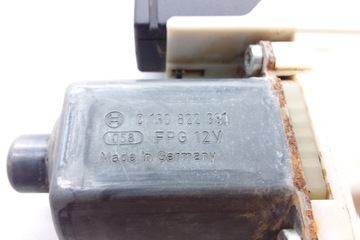 0 130 822 331
058 FPG 12V
Made in Germany